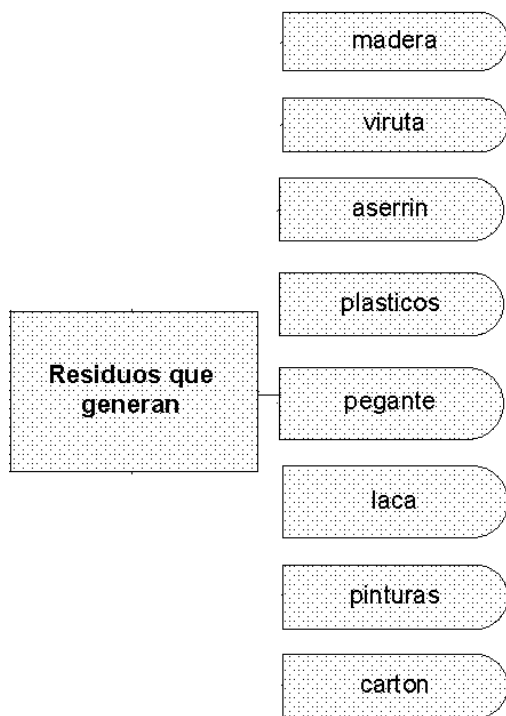 madera
viruta
aserrin
plasticos
Residuos que
generan
pegante
laca
pinturas
carton